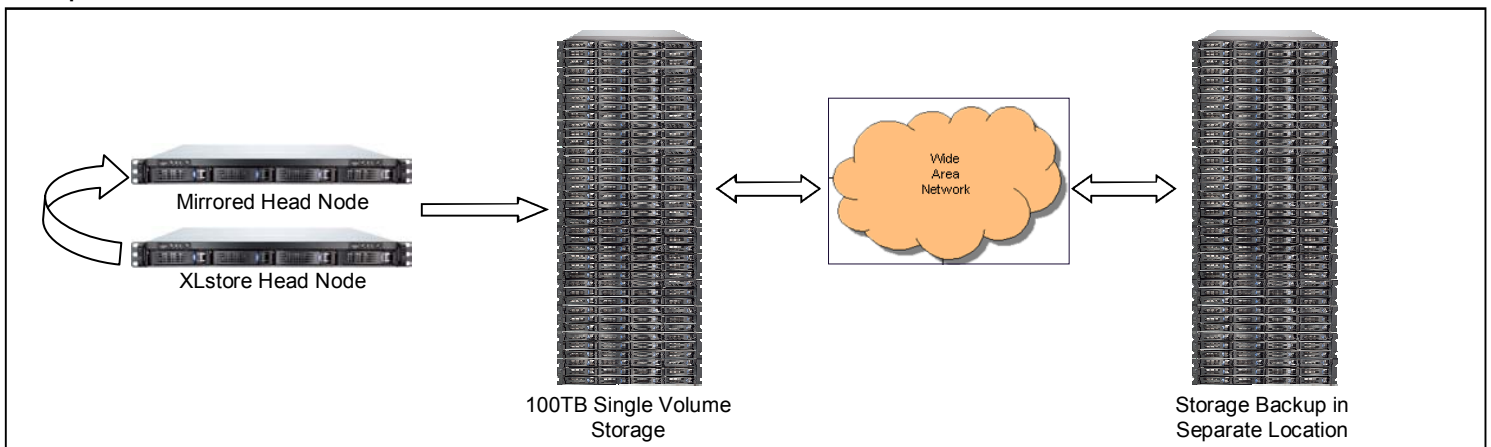 Mirrored Head Node
XLstore Head Node
100TB Single Volume
Storage
Wide
Area
Network
Storage Backup in
Separate Location